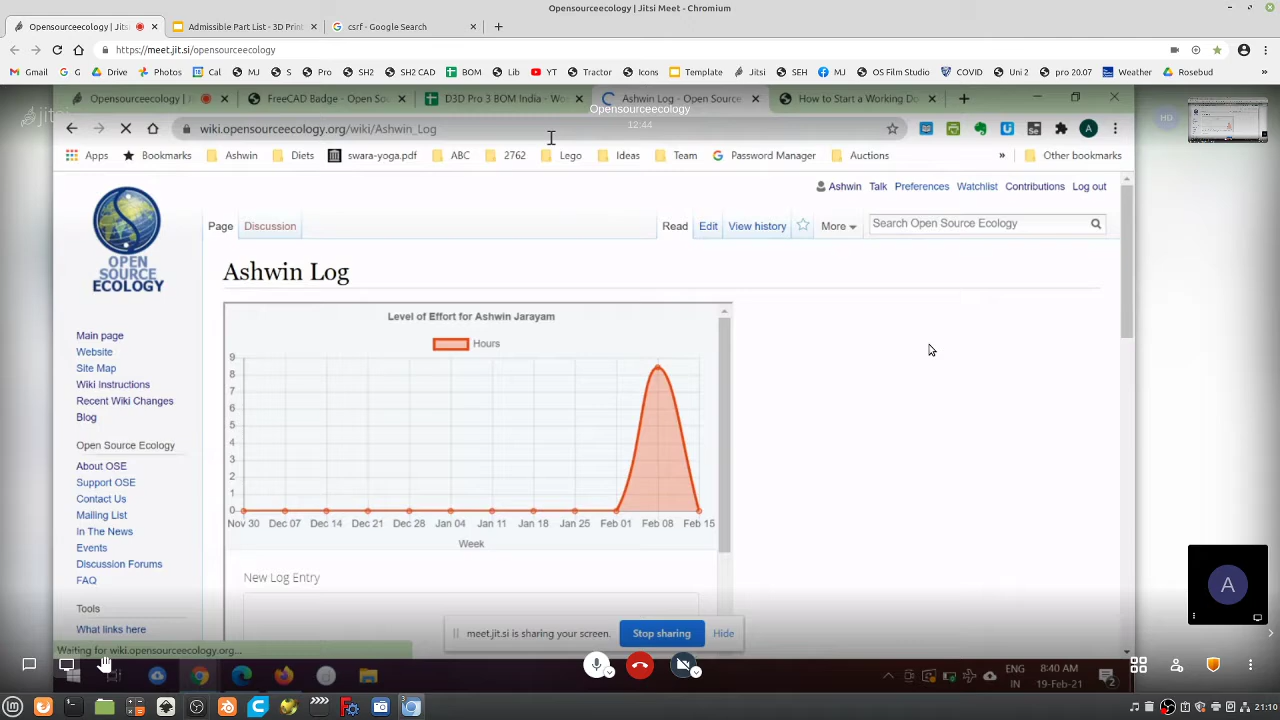 Opensourceecology | Jitsi Meet - Chromium
Opensourceecology | Jitsi
Admissible Part List - 3D Print
csrf - Google Search
https://meet.jit.si/opensourceecology
Gmail G Drive Photos Cal MJ S Pro SH2 SH2 CAD BOM Lib YT Tractor Icons Template Jitsi SEH MJ OS Film Studio COVID Uni 2 pro 20.07 Weather Rosebud »
Opensourceecology | J
FreeCAD Badge - Open So
D3D Pro 3 BOM India - Wo
Ashwin Log - Open Source
How to Start a Working Do
Opensourceecology
12:44
jits
HD
wiki.opensourceecology.org/wiki/Ashwin_Log
A
Apps Bookmarks Ashwin Diets swara-yoga.pdf ABC 2762 Lego Ideas Team Password Manager Auctions » Other bookmarks
Ashwin Talk Preferences Watchlist Contributions Log out
Page Discussion Read Edit View history More
Search Open Source Ecology
OPEN
SOURCE
ECOLOGY
Ashwin Log
Level of Effort for Ashwin Jarayam
Hours
9
8
7
6
5
4
3
2
1
0
Nov 30 Dec 07 Dec 14 Dec 21 Dec 28 Jan 04 Jan 11 Jan 18 Jan 25 Feb 01 Feb 08 Feb 15
Week
New Log Entry
Main page
Website
Site Map
Wiki Instructions
Recent Wiki Changes
Blog
Open Source Ecology
About OSE
Support OSE
Contact Us
Mailing List
In The News
Events
Discussion Forums
FAQ
Tools
What links here
A
meet.jit.si is sharing your screen.
Stop sharing
Hide
Waiting for wiki.opensourceecology.org...
ENG
IN
8:40 AM
19-Feb-21
2
21:10